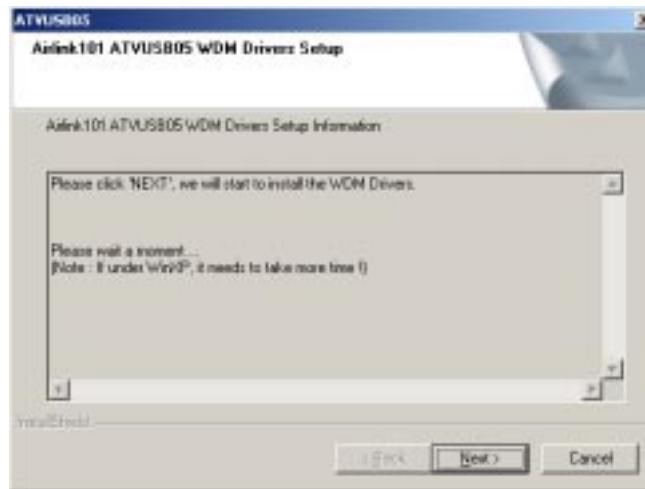 ATVUSB05
Airlink101 ATVUSB05 WDM Drivers Setup
Airlink101 ATVUSB05 WDM Drivers Setup Information
Please click 'NEXT', we will start to install the WDM Drivers.
Please wait a moment ...
(Note : If under WinXP, it needs to take more time !)
InstallShield
< Back
Next >
Cancel